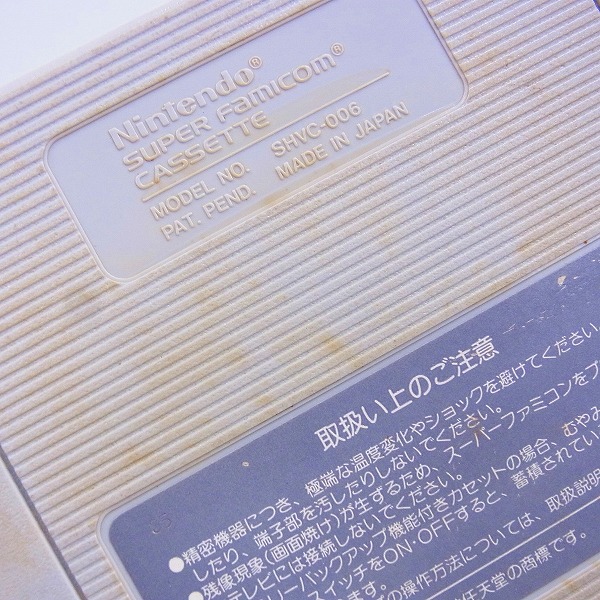 Nintendo®
SUPER Famicom®
CASSETTE
MODEL NO. SHVC-006
PAT. PEND. MADE IN JAPAN
取扱い上のご注意
●精密機器につき、極端な温度変化やショックを避けてください。
したり、端子部を汚したりしないでください。
●残像現象(画面焼け)が生ずるため、スーパーファミコンをプ
テレビには接続しないでください。
リーバックアップ機能付きカセットの場合、むやみ
スイッチをON・OFFすると、蓄積されてい
ます。
の操作方法については、取扱説明
任天堂の商標です。